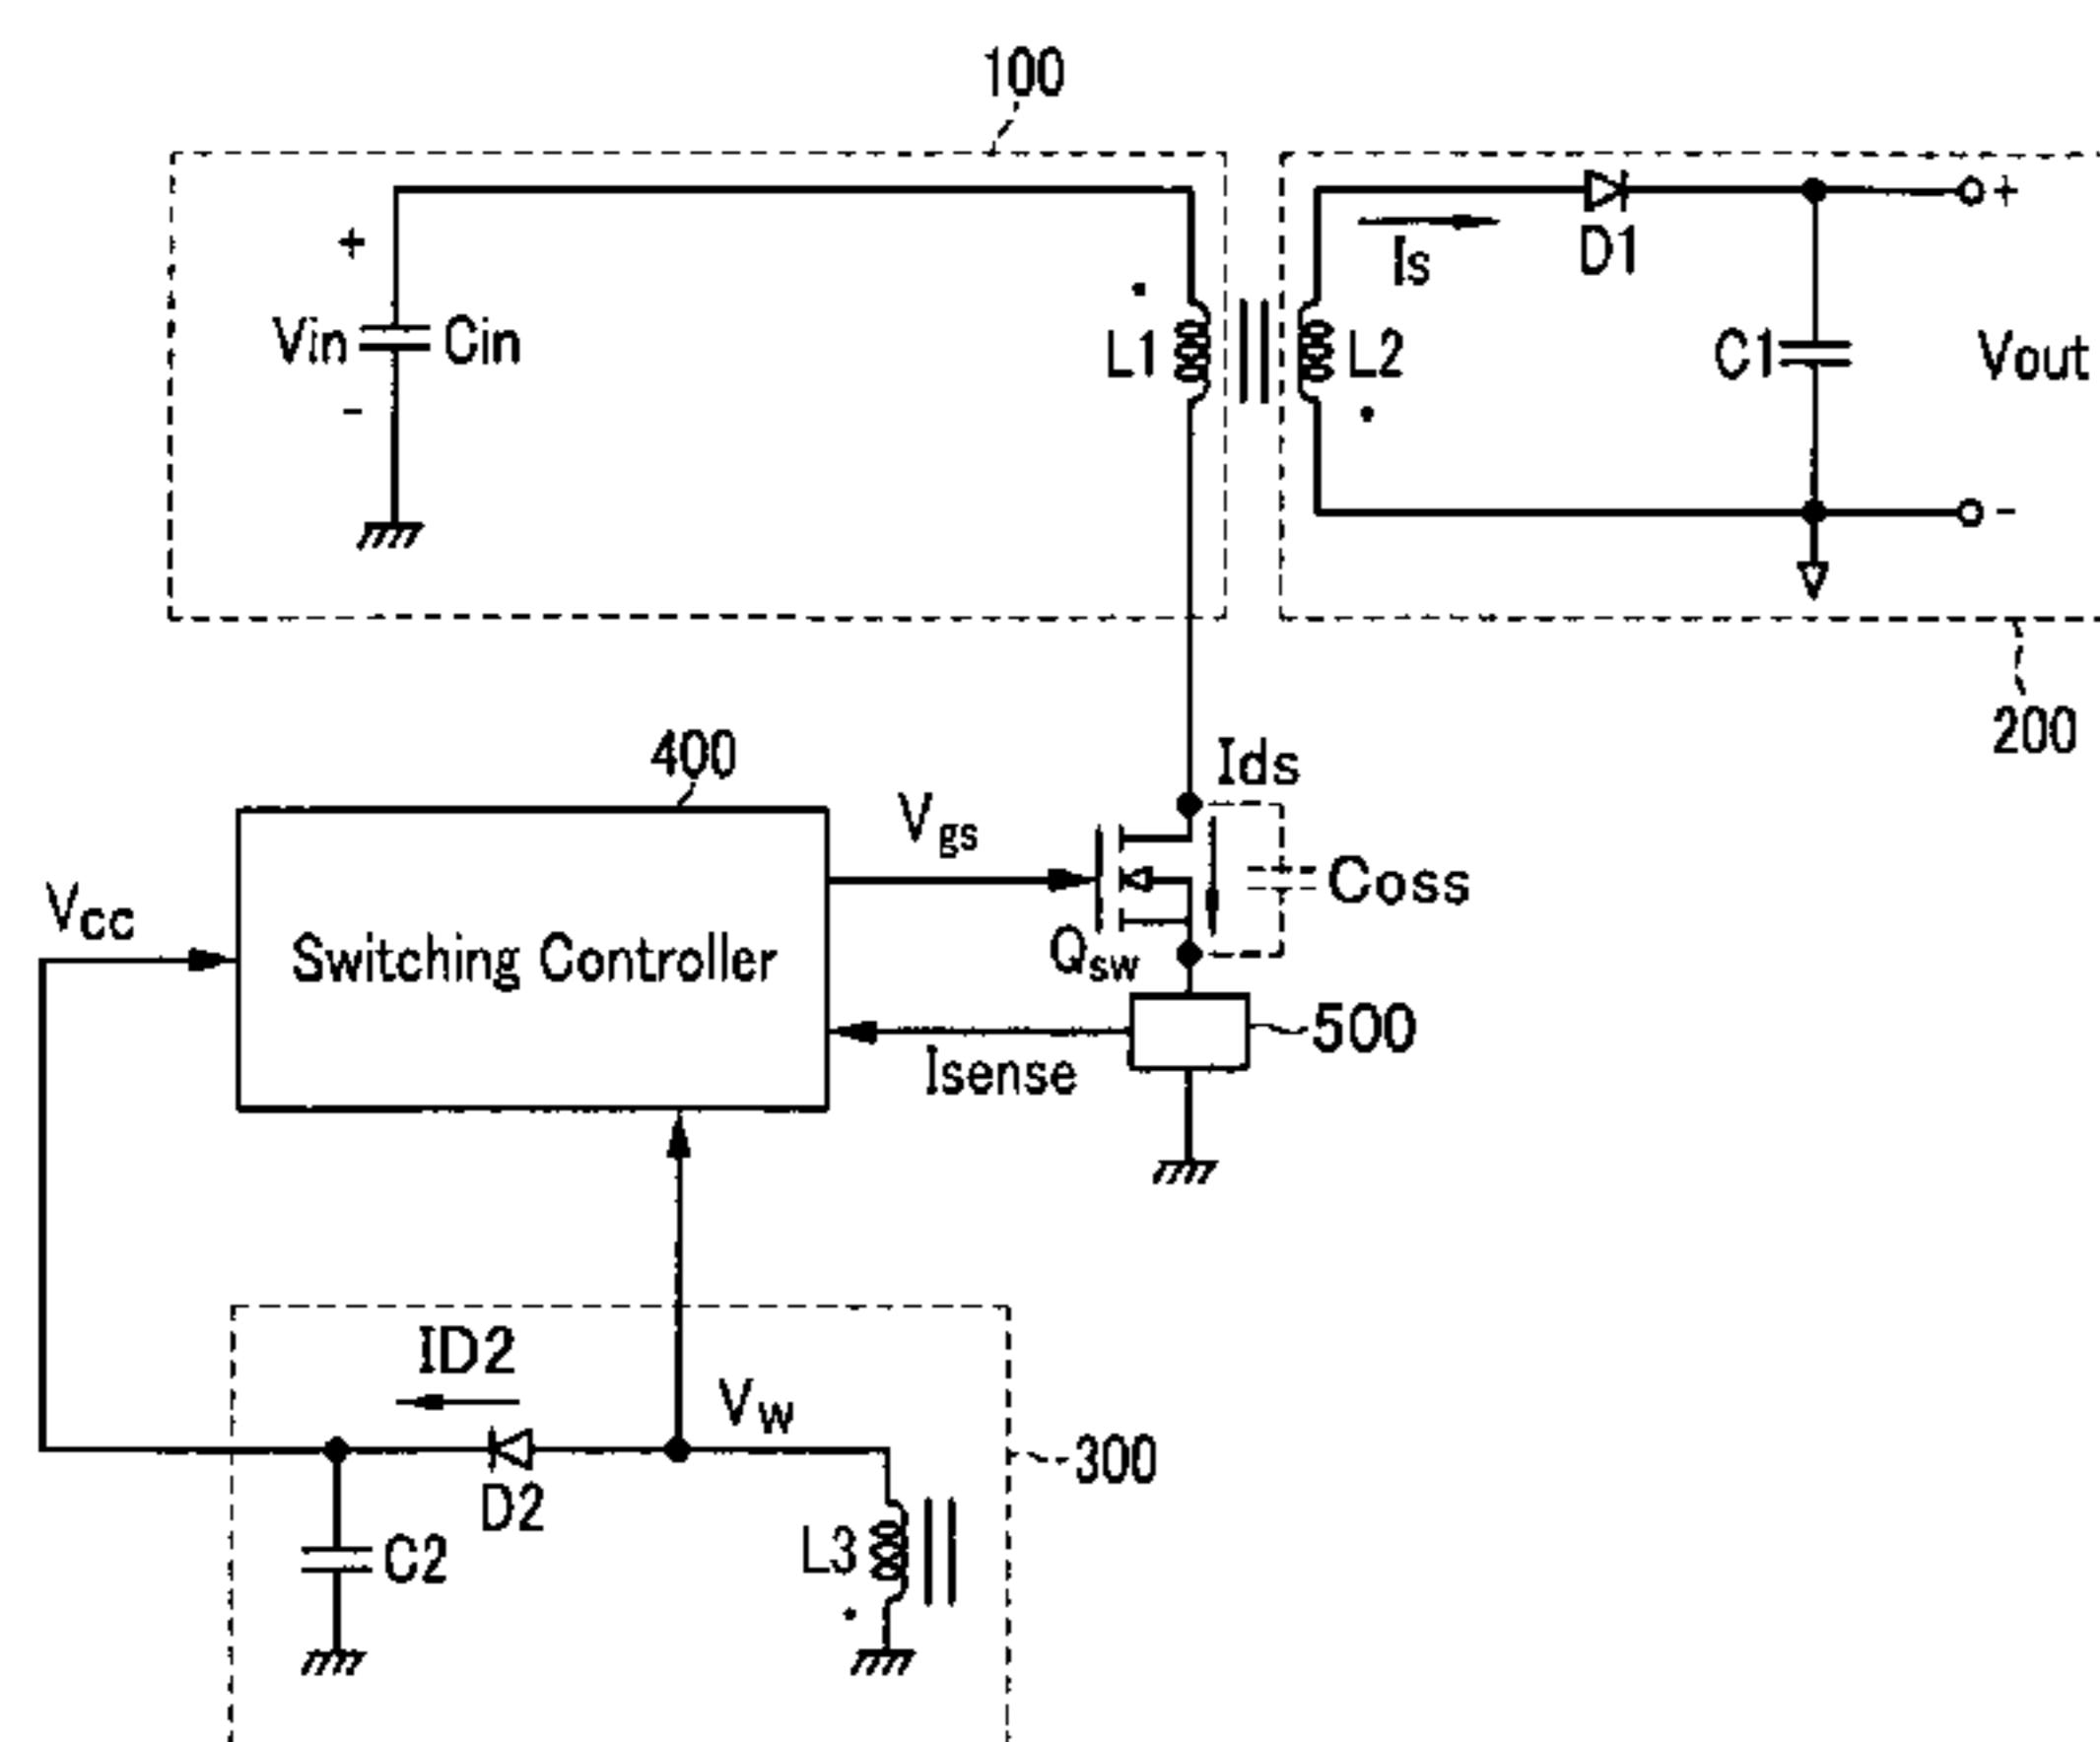 100
+
Vin
Cin
-
L1
L2
Is
D1
C1
+
Vout
-
200
400
Vgs
Ids
Coss
Vcc
Switching Controller
Qsw
500
Isense
ID2
Vw
300
D2
C2
L3